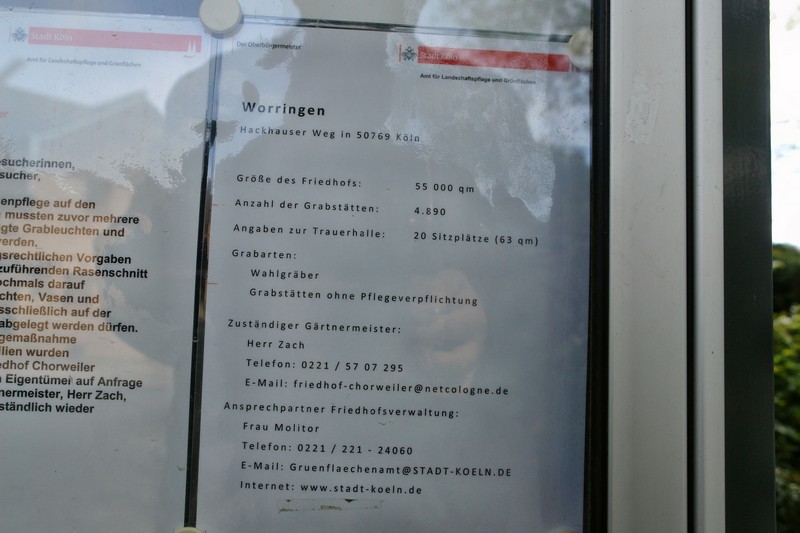 Stadt Köln
Amt für Landschaftspflege und Grünflächen
sucherinnen,
sucher,
enpflege auf den
mussten zuvor mehrere
gte Grableuchten und
erden.
gsrechtlichen Vorgaben
zuführenden Rasenschnitt
ochmals darauf
chten, Vasen und
sschließlich auf der
abgelegt werden dürfen.
gemaßnahme
ilien wurden
edhof Chorweiler
Eigentümer auf Anfrage
nermeister, Herr Zach,
ständlich wieder
Der Oberbürgermeister
Stadt Köln
Amt für Landschaftspflege und Grünflächen
Worringen
Hackhauser Weg in 50769 Köln
Größe des Friedhofs: 55 000 qm
Anzahl der Grabstätten: 4.890
Angaben zur Trauerhalle: 20 Sitzplätze (63 qm)
Grabarten:
Wahlgräber
Grabstätten ohne Pflegeverpflichtung
Zuständiger Gärtnermeister:
Herr Zach
Telefon: 0221 / 57 07 295
E-Mail: friedhof-chorweiler@netcologne.de
Ansprechpartner Friedhofsverwaltung:
Frau Molitor
Telefon: 0221 / 221 - 24060
E-Mail: Gruenflaechenamt@STADT-KOELN.DE
Internet: www.stadt-koeln.de